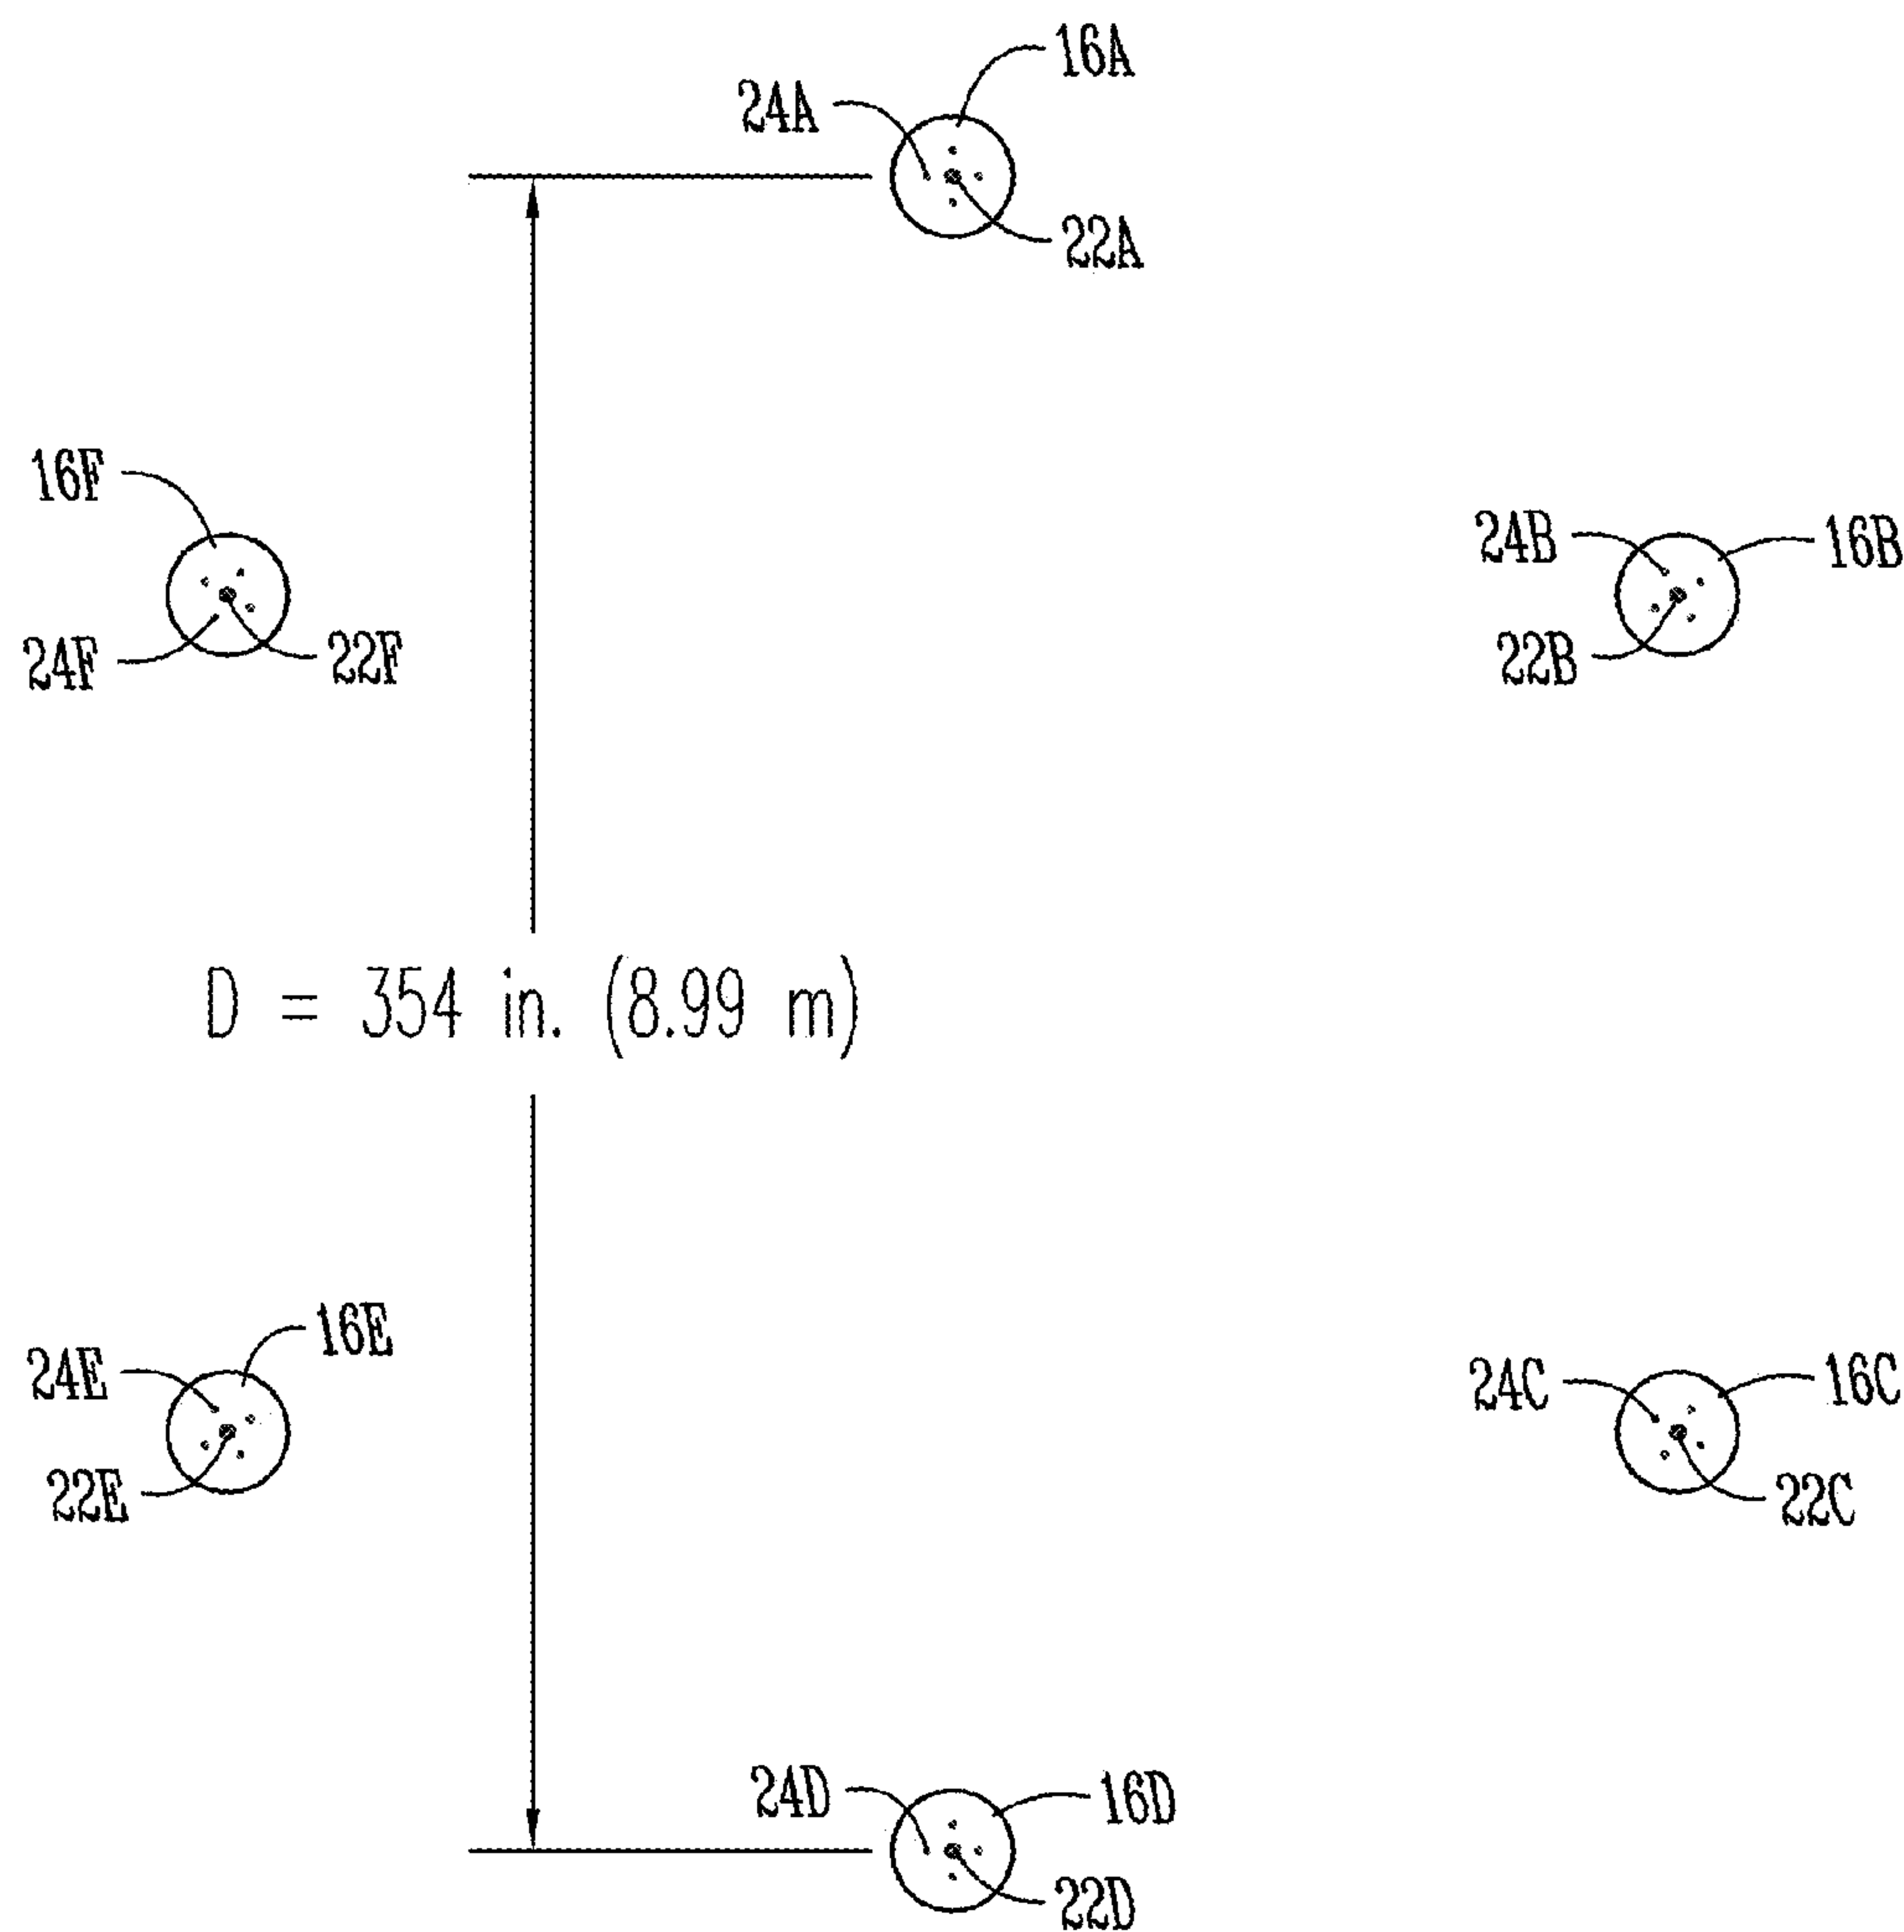 16A
24A
22A
16F
24B
16B
24F
22F
22B
D = 354 in. (8.99 m)
16E
24E
24C
16C
22E
22C
24D
16D
22D